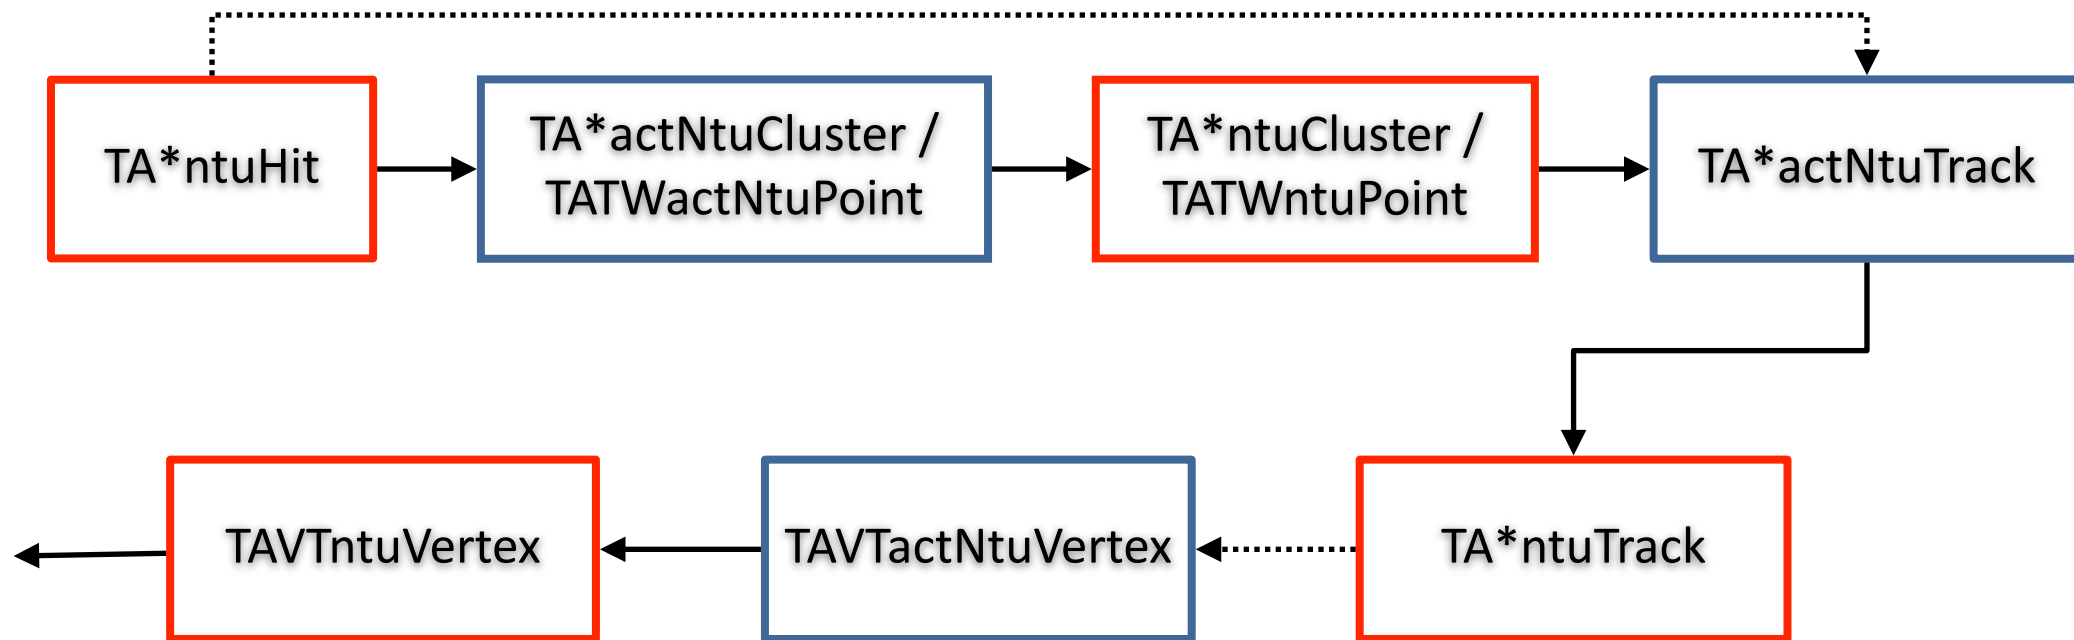 TA*ntuHit
TA*actNtuCluster /
TATWactNtuPoint
TA*ntuCluster /
TATWntuPoint
TA*actNtuTrack
TAVTntuVertex
TAVTactNtuVertex
TA*ntuTrack